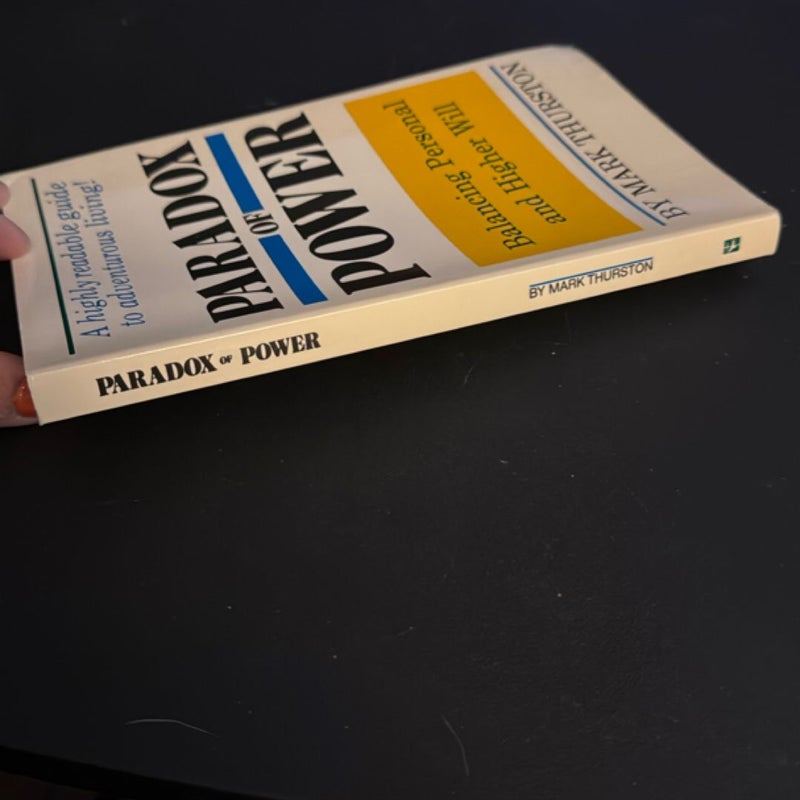 A highly readable guide
to adventurous living!
PARADOX
OF
POWER
Balancing Personal
and Higher Will
BY MARK THURSTON
PARADOX OF POWER
BY MARK THURSTON